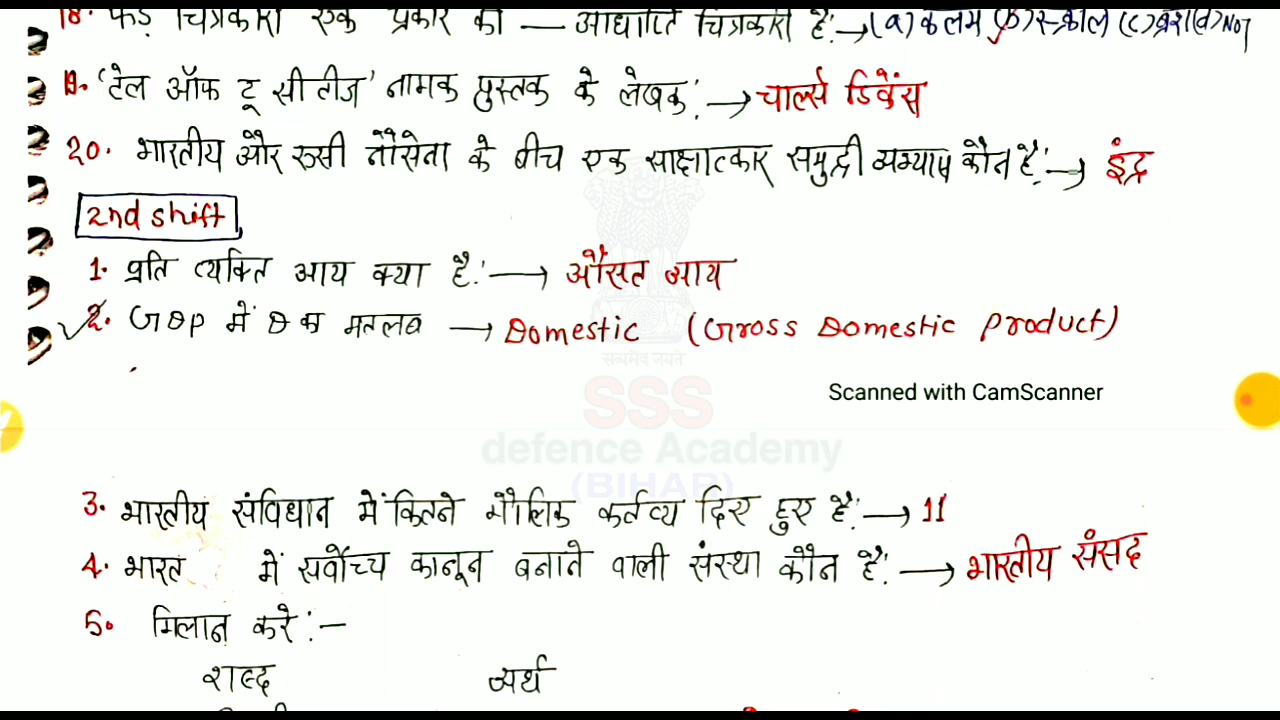 18. फड़ चित्रकारी एक प्रकार की — आधारित चित्रकारी है:→(a)कलम (b)स्क्रॉल (c)ब्रश(d)NOT
19. 'टेल ऑफ टू सीतीज' नामक पुस्तक के लेखक: → चार्ल्स डिकेंस
20. भारतीय और रूसी नौसेना के बीच एक साक्षात्कार समुद्री अभ्यास कौन है: → इंद्र
2nd shift
1. प्रति व्यक्ति आय क्या है: → औसत आय
2. GDP में D का मतलब → Domestic (Gross Domestic product)
सत्यमेव जयते
SSS
Scanned with CamScanner
defence Academy
(BIHAR)
3. भारतीय संविधान में कितने मौलिक कर्तव्य दिए हुए है: → 11
4. भारत में सर्वोच्च कानून बनाने वाली संस्था कौन है: → भारतीय संसद
5. मिलान करे:–
शब्द अर्थ